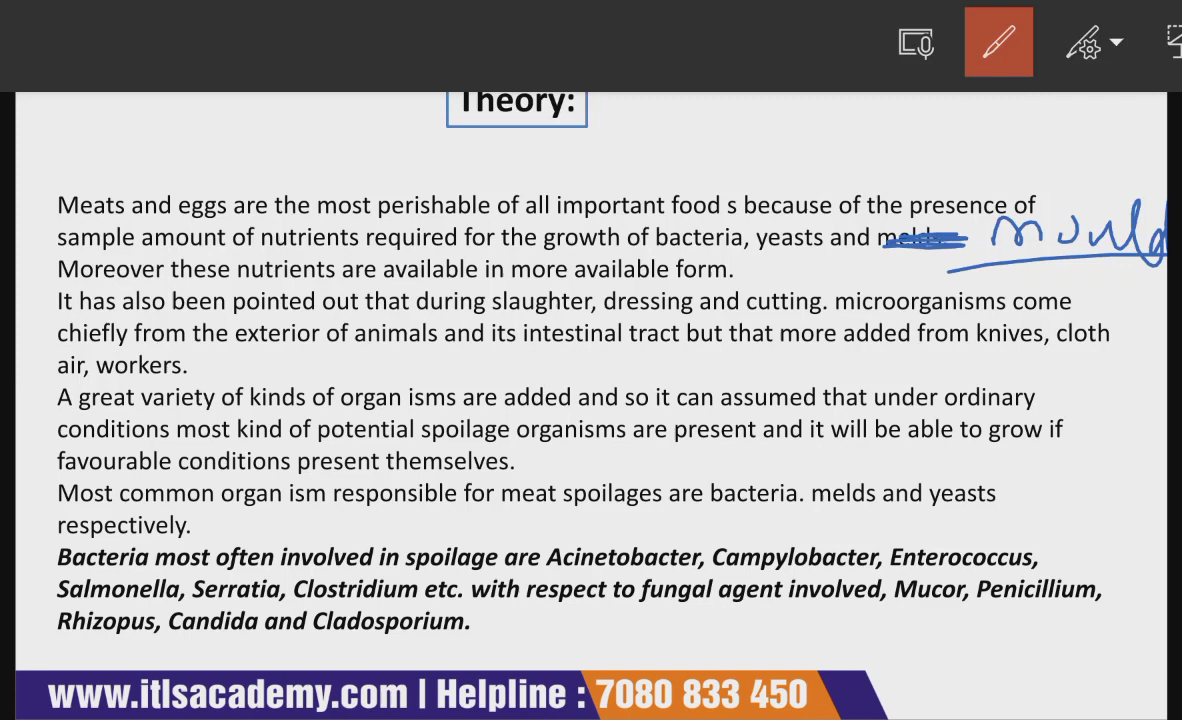 Theory:
Meats and eggs are the most perishable of all important food s because of the presence of
sample amount of nutrients required for the growth of bacteria, yeasts and melds mould
Moreover these nutrients are available in more available form.
It has also been pointed out that during slaughter, dressing and cutting. microorganisms come
chiefly from the exterior of animals and its intestinal tract but that more added from knives, cloth
air, workers.
A great variety of kinds of organ isms are added and so it can assumed that under ordinary
conditions most kind of potential spoilage organisms are present and it will be able to grow if
favourable conditions present themselves.
Most common organ ism responsible for meat spoilages are bacteria. melds and yeasts
respectively.
Bacteria most often involved in spoilage are Acinetobacter, Campylobacter, Enterococcus,
Salmonella, Serratia, Clostridium etc. with respect to fungal agent involved, Mucor, Penicillium,
Rhizopus, Candida and Cladosporium.
www.itlsacademy.com | Helpline : 7080 833 450